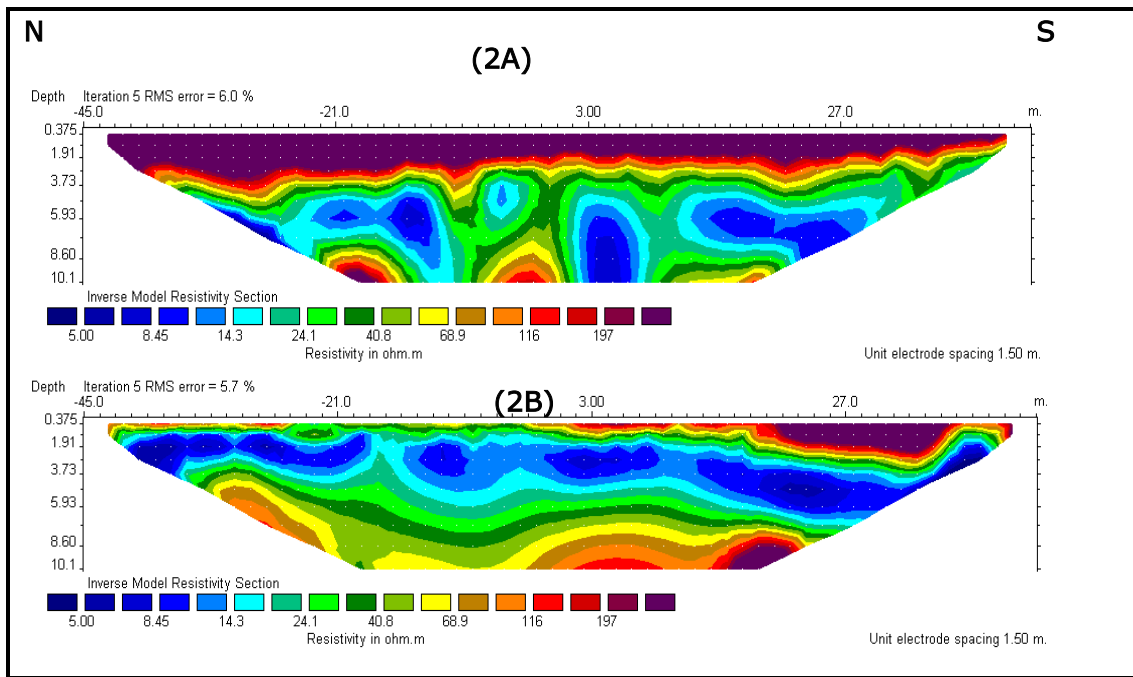 N S
(2A)
Depth Iteration 5 RMS error = 6.0 %
-45.0 -21.0 3.00 27.0 m.
0.375
1.91
3.73
5.93
8.60
10.1
Inverse Model Resistivity Section
5.00 8.45 14.3 24.1 40.8 68.9 116 197
Resistivity in ohm.m Unit electrode spacing 1.50 m.
Depth Iteration 5 RMS error = 5.7 %
(2B)
-45.0 -21.0 3.00 27.0 m.
0.375
1.91
3.73
5.93
8.60
10.1
Inverse Model Resistivity Section
5.00 8.45 14.3 24.1 40.8 68.9 116 197
Resistivity in ohm.m Unit electrode spacing 1.50 m.